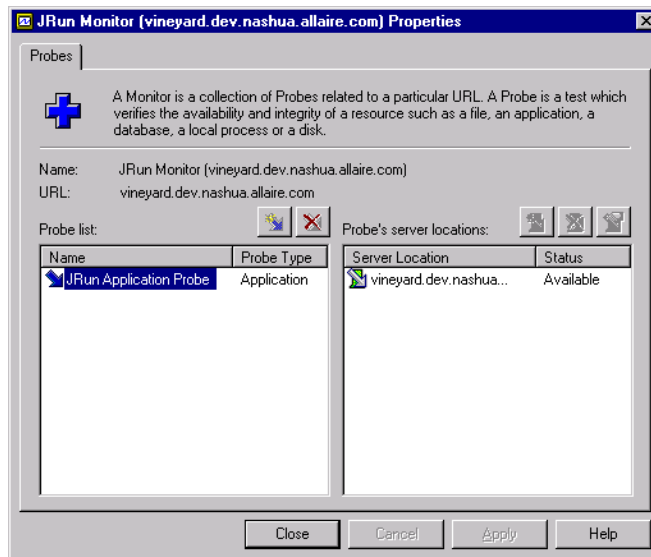 JRun Monitor (vineyard.dev.nashua.allaire.com) Properties
Probes
A Monitor is a collection of Probes related to a particular URL. A Probe is a test which
verifies the availability and integrity of a resource such as a file, an application, a
database, a local process or a disk.
Name: JRun Monitor (vineyard.dev.nashua.allaire.com)
URL: vineyard.dev.nashua.allaire.com
Probe list: Probe's server locations:
Name Probe Type Server Location Status
JRun Application Probe Application vineyard.dev.nashua... Available
Close Cancel Apply Help